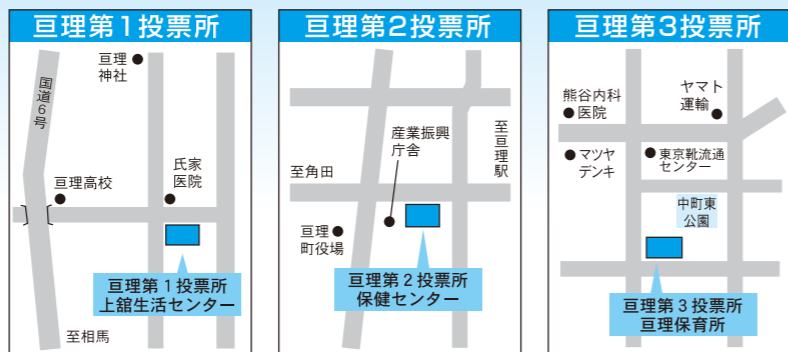 亘理第1投票所
亘理
神社
国道6号
亘理高校
氏家
医院
亘理第1投票所
上舘生活センター
至相馬
亘理第2投票所
産業振興
庁舎
至亘理駅
至角田
亘理
町役場
亘理第2投票所
保健センター
亘理第3投票所
熊谷内科
医院
ヤマト
運輸
マツヤ
デンキ
東京靴流通
センター
中町東
公園
亘理第3投票所
亘理保育所